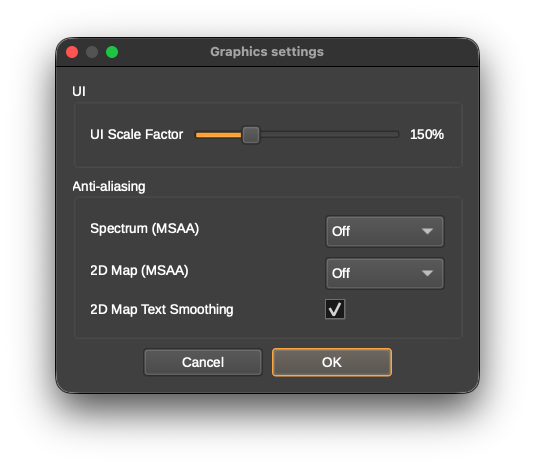 Graphics settings
UI
UI Scale Factor 150%
Anti-aliasing
Spectrum (MSAA) Off
2D Map (MSAA) Off
2D Map Text Smoothing
Cancel OK